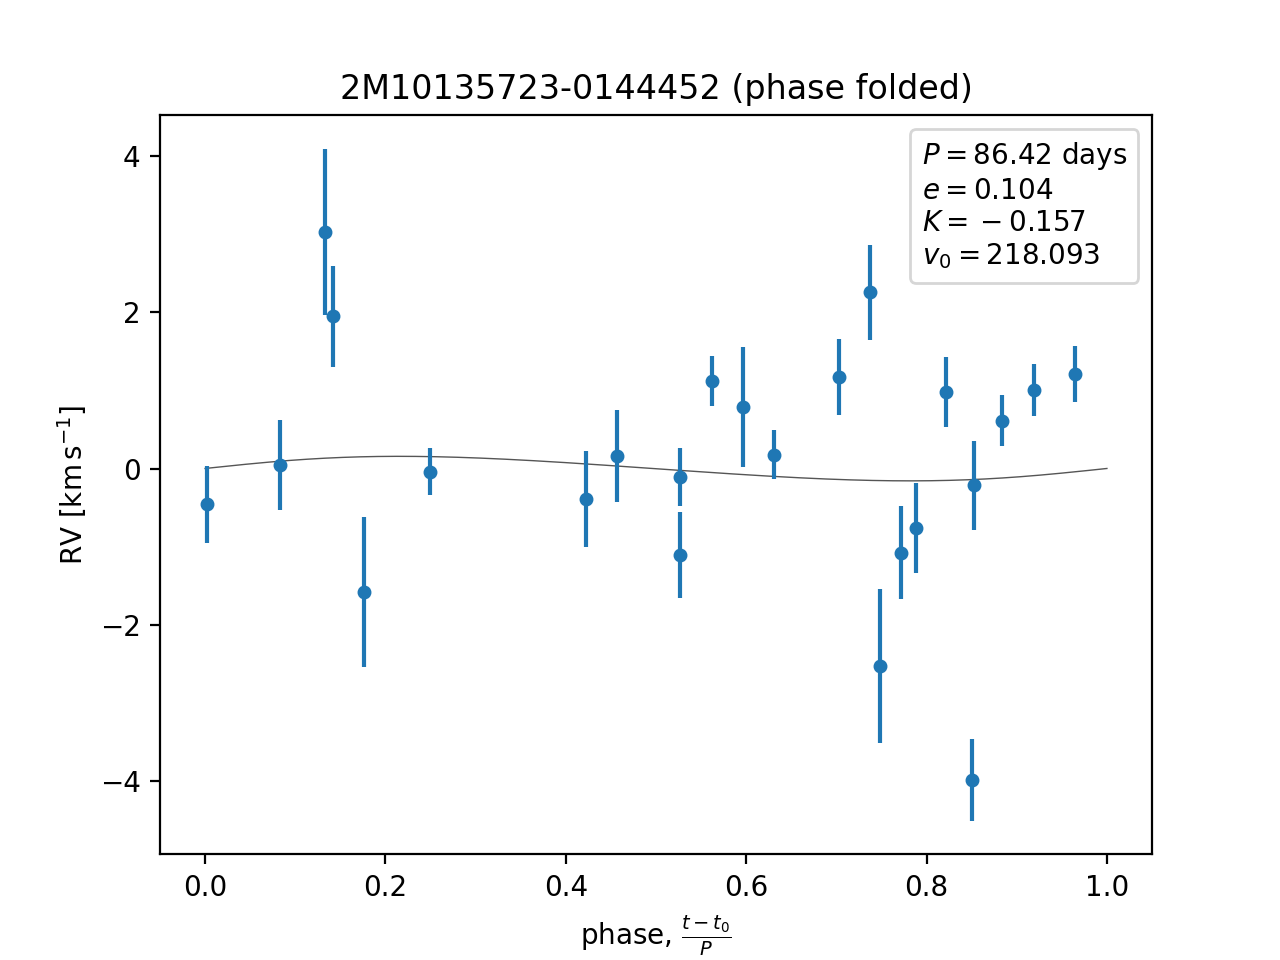 2M10135723-0144452 (phase folded)
P = 86.42 days
e = 0.104
K = −0.157
v₀ = 218.093
4
2
0
−2
−4
RV [km s⁻¹]
0.0 0.2 0.4 0.6 0.8 1.0
phase, (t − t₀)/P